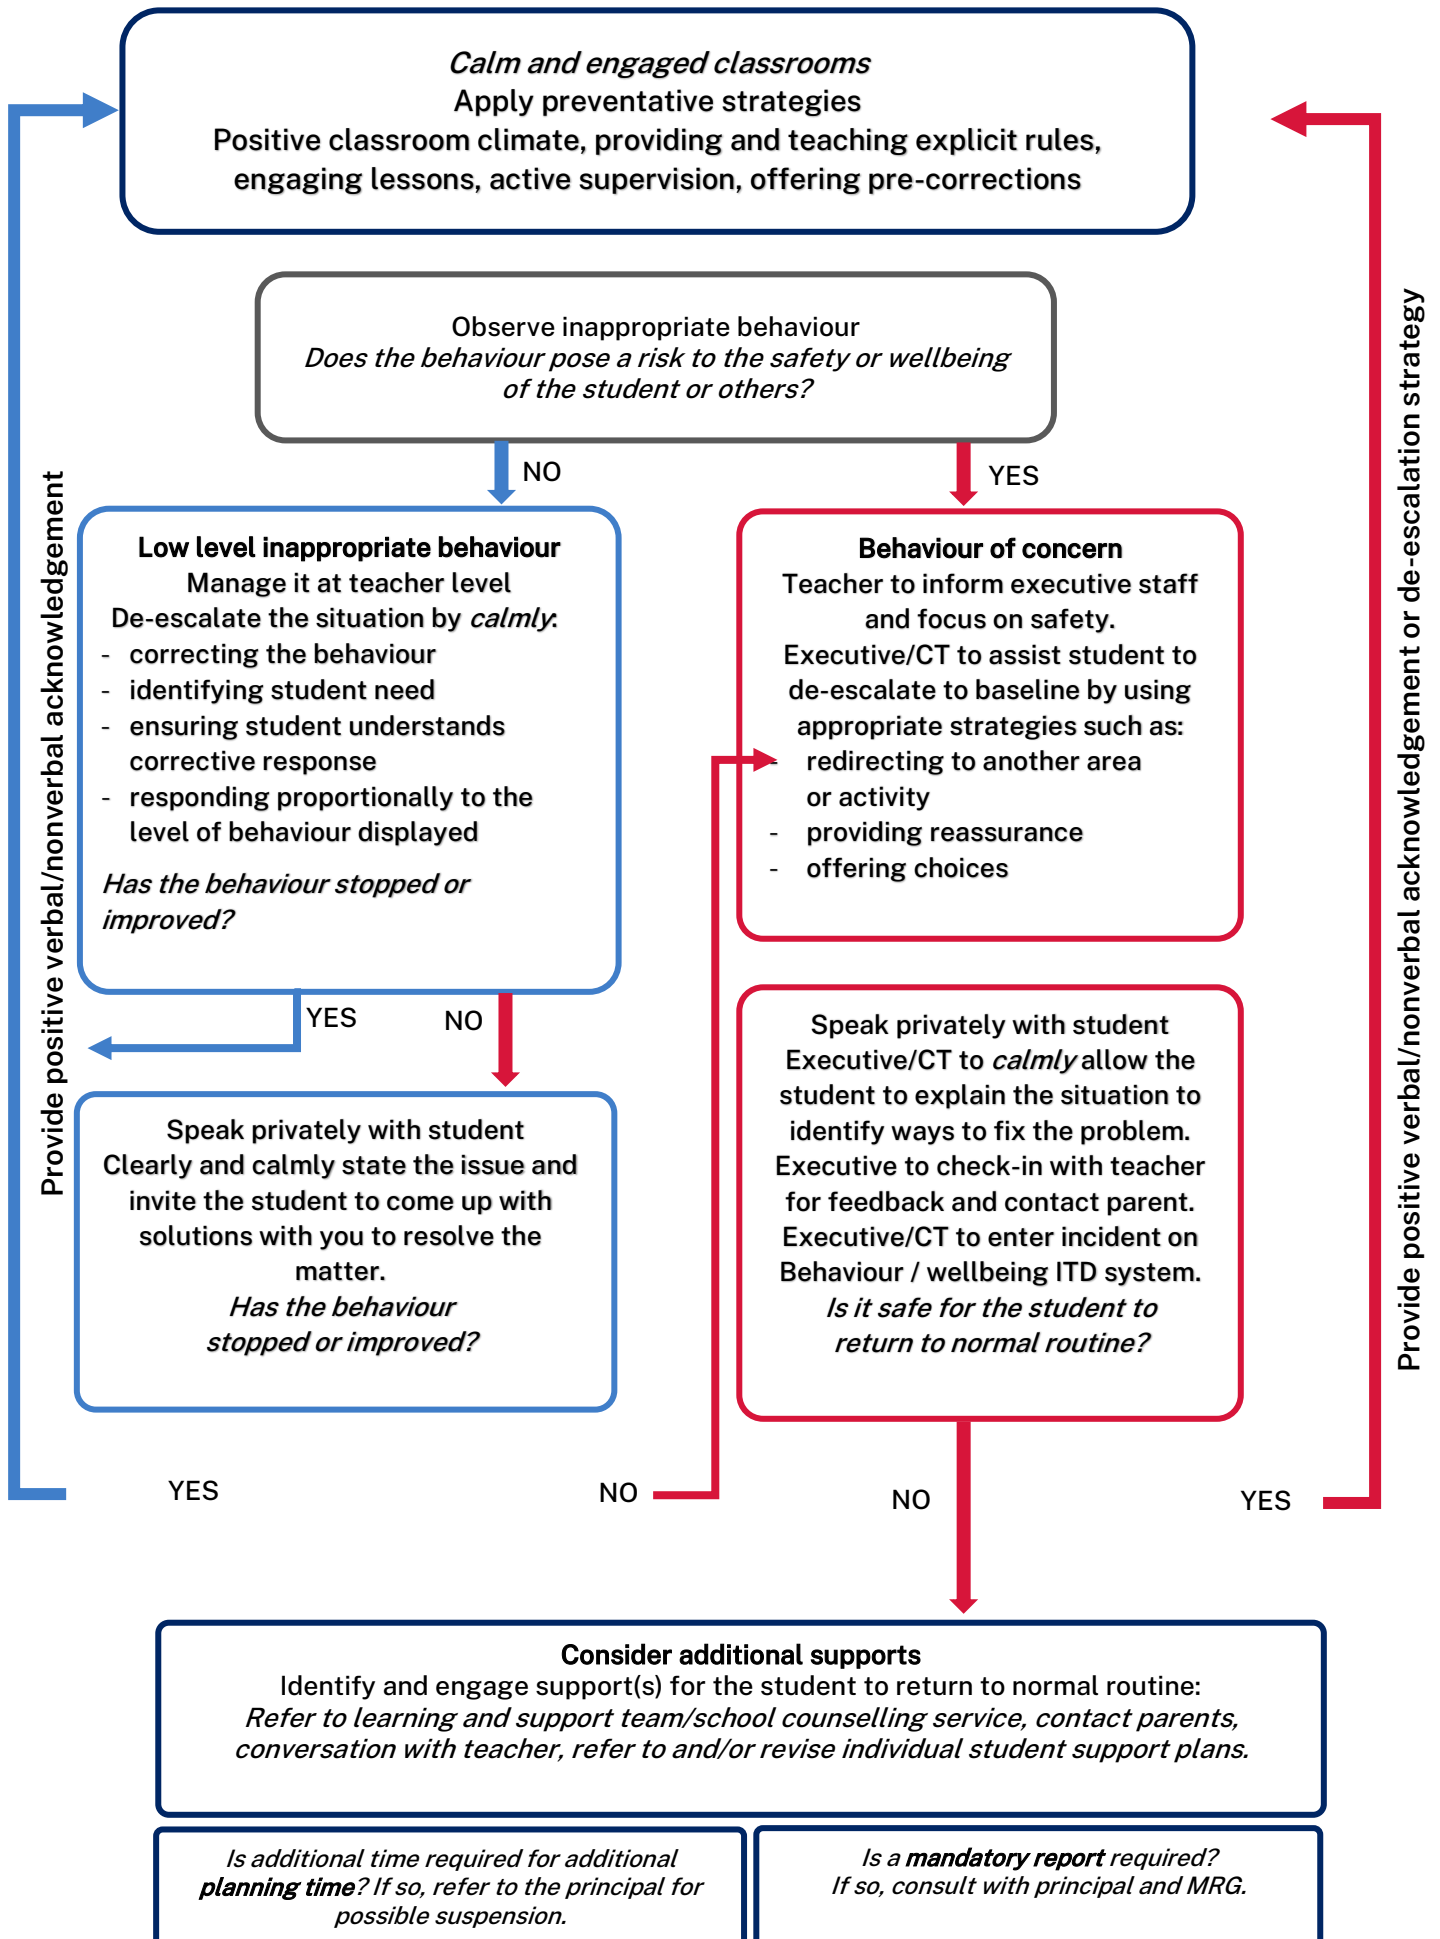 Calm and engaged classrooms
Apply preventative strategies
Positive classroom climate, providing and teaching explicit rules,
engaging lessons, active supervision, offering pre-corrections
Observe inappropriate behaviour
Does the behaviour pose a risk to the safety or wellbeing
of the student or others?
NO
YES
Provide positive verbal/nonverbal acknowledgement
Low level inappropriate behaviour
Manage it at teacher level
De-escalate the situation by calmly:
- correcting the behaviour
- identifying student need
- ensuring student understands
corrective response
- responding proportionally to the
level of behaviour displayed
Has the behaviour stopped or
improved?
Behaviour of concern
Teacher to inform executive staff
and focus on safety.
Executive/CT to assist student to
de-escalate to baseline by using
appropriate strategies such as:
- redirecting to another area
or activity
- providing reassurance
- offering choices
Provide positive verbal/nonverbal acknowledgement or de-escalation strategy
YES
NO
Speak privately with student
Clearly and calmly state the issue and
invite the student to come up with
solutions with you to resolve the
matter.
Has the behaviour
stopped or improved?
Speak privately with student
Executive/CT to calmly allow the
student to explain the situation to
identify ways to fix the problem.
Executive to check-in with teacher
for feedback and contact parent.
Executive/CT to enter incident on
Behaviour / wellbeing ITD system.
Is it safe for the student to
return to normal routine?
YES
NO
NO
YES
Consider additional supports
Identify and engage support(s) for the student to return to normal routine:
Refer to learning and support team/school counselling service, contact parents,
conversation with teacher, refer to and/or revise individual student support plans.
Is additional time required for additional
planning time? If so, refer to the principal for
possible suspension.
Is a mandatory report required?
If so, consult with principal and MRG.